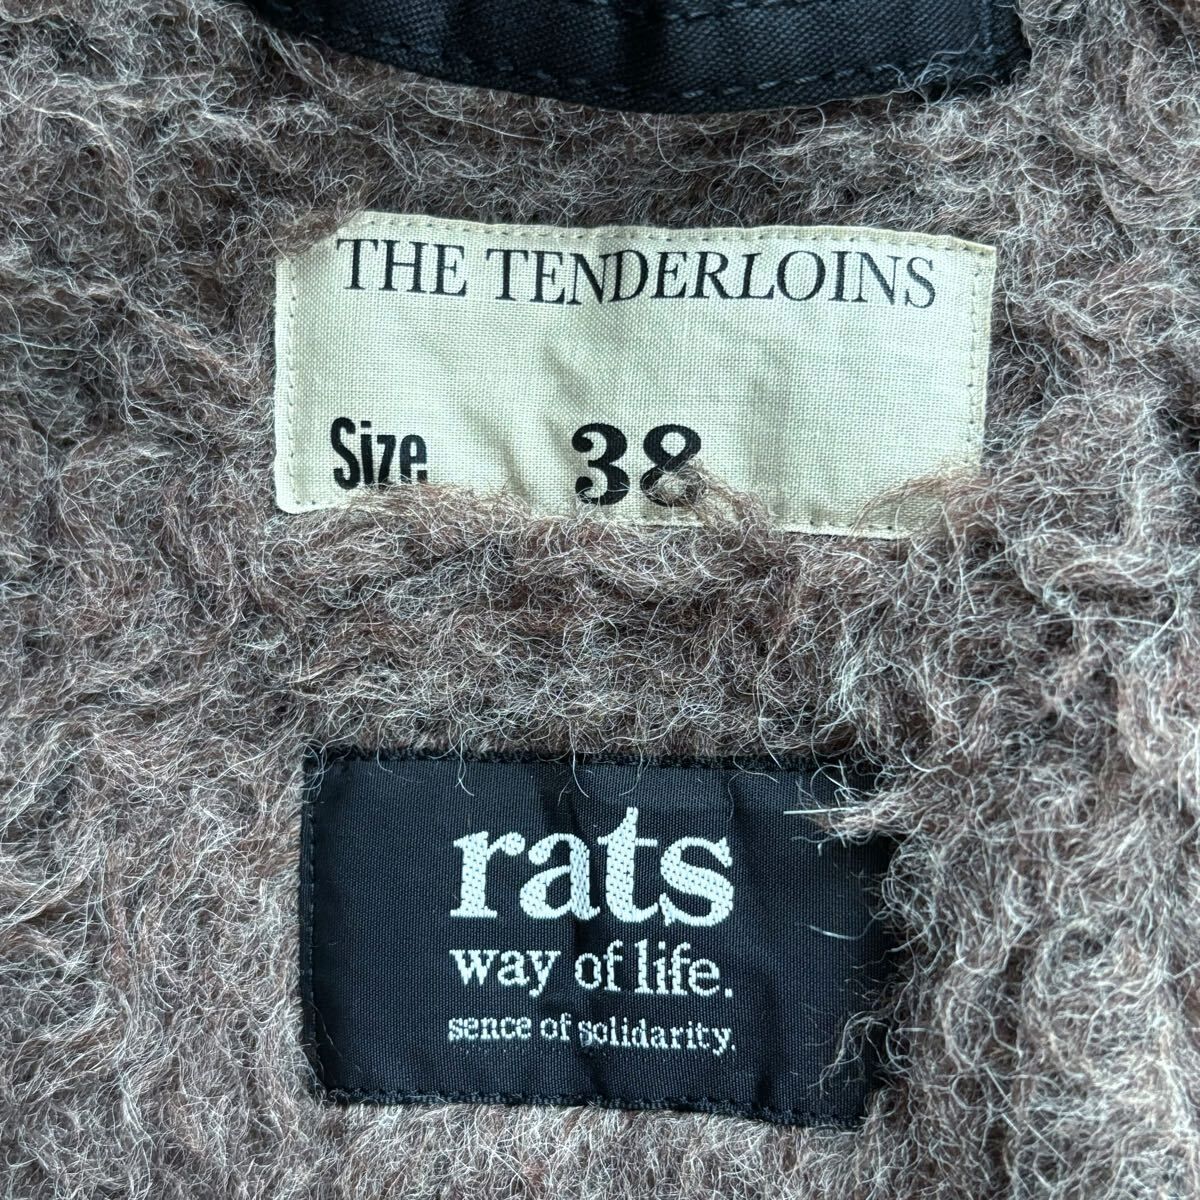 THE TENDERLOINS
Size 38
rats
way of life.
sence of solidarity.